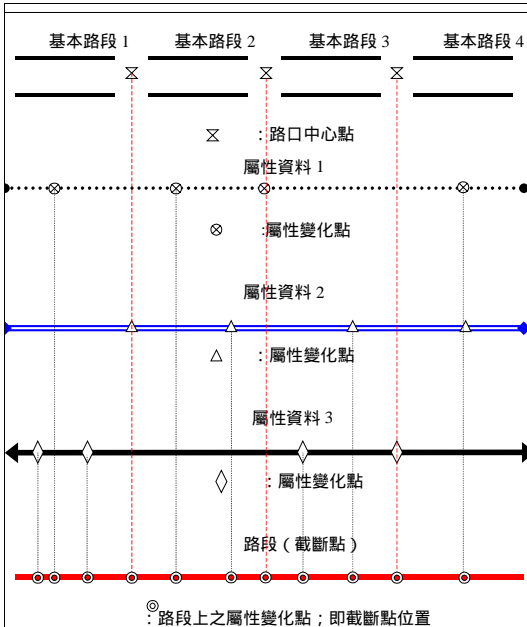 基本路段 1 基本路段 2 基本路段 3 基本路段 4
：路口中心點
屬性資料 1
:屬性變化點
屬性資料 2
：屬性變化點
屬性資料 3
：屬性變化點
路段（截斷點）
：路段上之屬性變化點；即截斷點位置